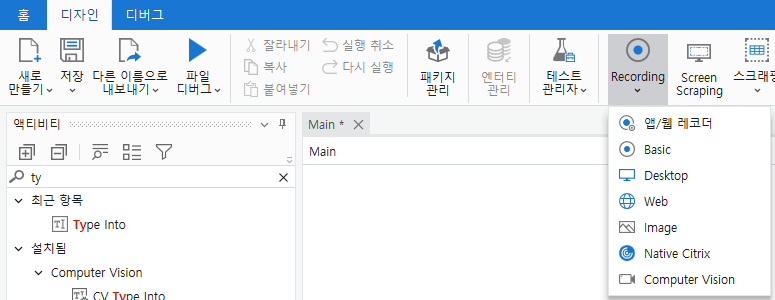 홈 디자인 디버그
새로 만들기 저장 다른 이름으로 내보내기 파일 디버그
잘라내기 실행 취소
복사 다시 실행
붙여넣기
패키지 관리 엔터티 관리 테스트 관리자 Recording Screen Scraping 스크래핑
액티비티
ty
최근 항목
Type Into
설치됨
Computer Vision
CV Type Into
Main *
Main
앱/웹 레코더
Basic
Desktop
Web
Image
Native Citrix
Computer Vision